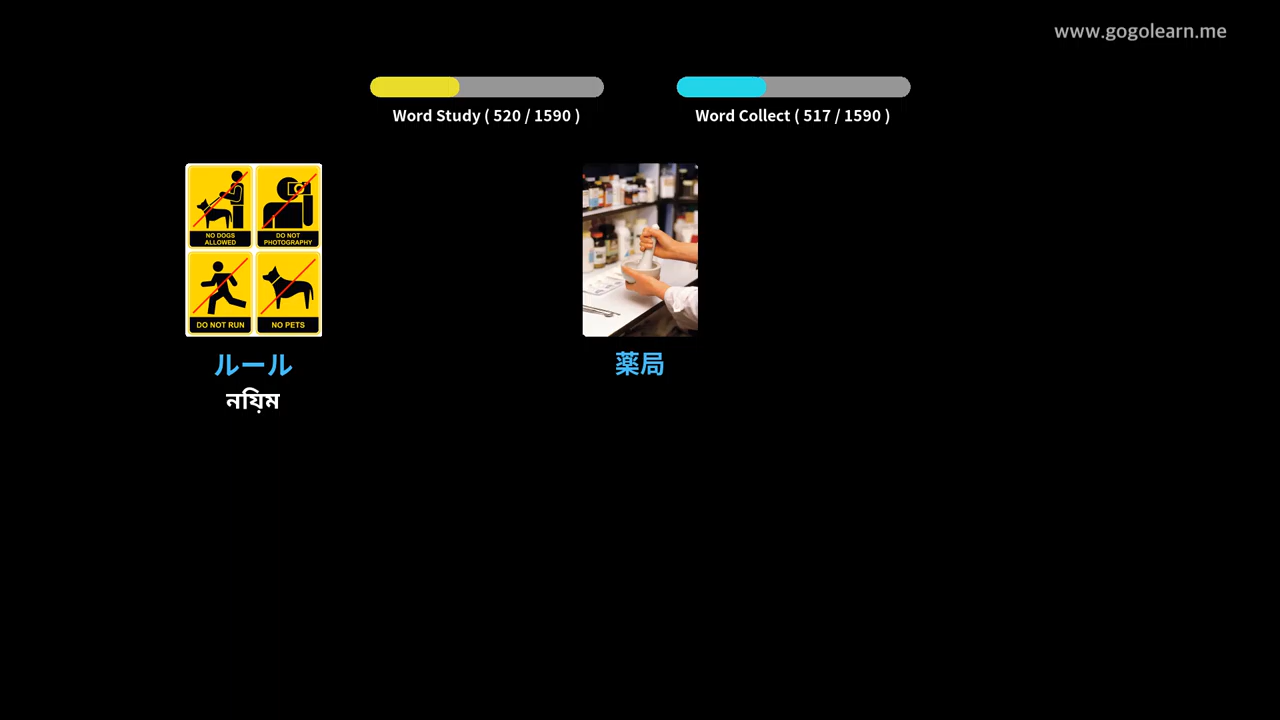 www.gogolearn.me
Word Study ( 520 / 1590 )
Word Collect ( 517 / 1590 )
NO DOGS
ALLOWED
DO NOT
PHOTOGRAPHY
DO NOT RUN
NO PETS
ルール
নিয়ম
薬局